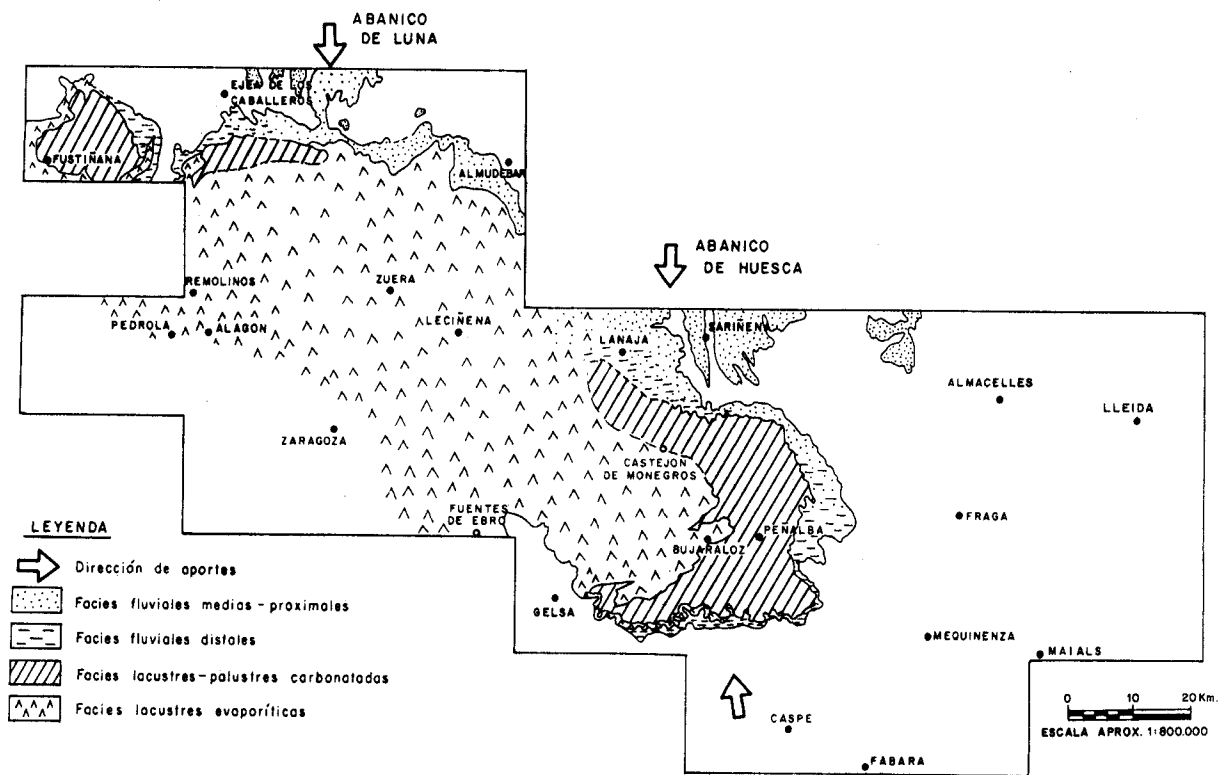 ABANICO
DE LUNA
EJEA DE LOS
CABALLEROS
FUSTIÑANA
ALMUDEBAR
ABANICO
DE HUESCA
REMOLINOS
ZUERA
PEDROLA
ALAGON
LECIÑENA
LANAJA
SARIÑENA
ALMACELLES
LLEIDA
ZARAGOZA
CASTEJON
DE MONEGROS
FUENTES
DE EBRO
BUJARALOZ
PEÑALBA
FRAGA
GELSA
MEQUINENZA
MAIALS
CASPE
FABARA
LEYENDA
Dirección de aportes
Facies fluviales medias-proximales
Facies fluviales distales
Facies lacustres-palustres carbonatadas
Facies lacustres evaporíticas
0 10 20 Km.
ESCALA APROX. 1:800.000